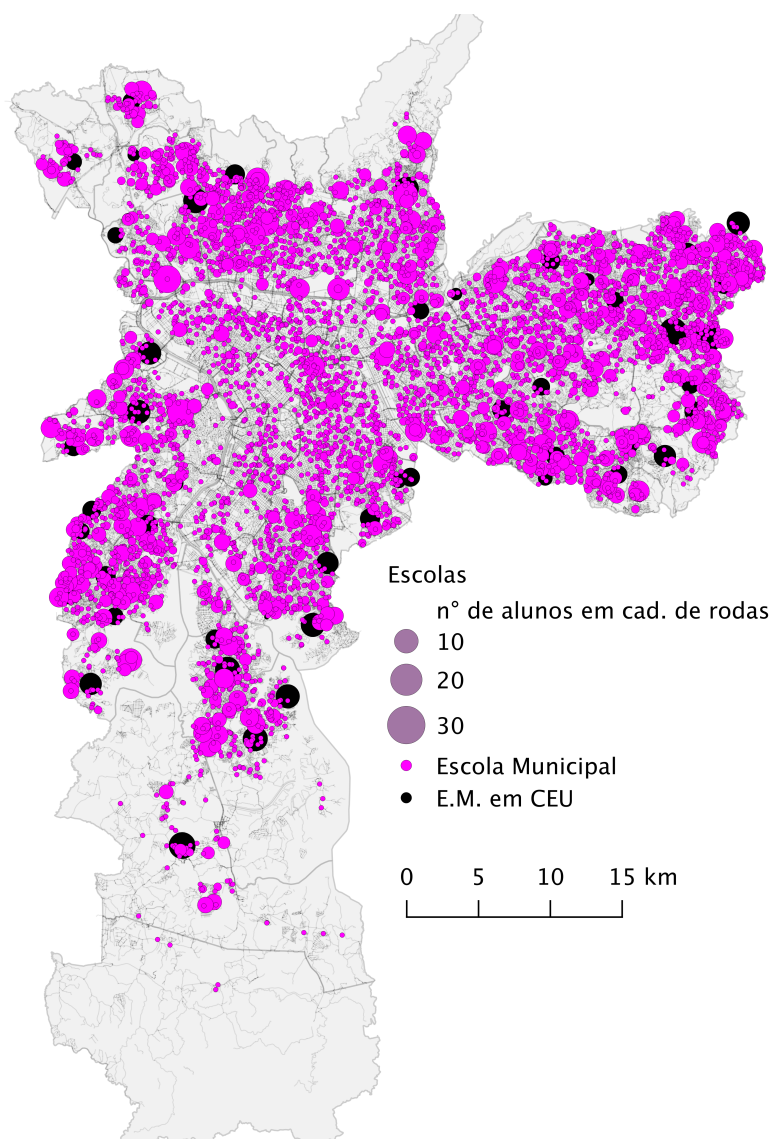 Escolas
n° de alunos em cad. de rodas
10
20
30
Escola Municipal
E.M. em CEU
0 5 10 15 km